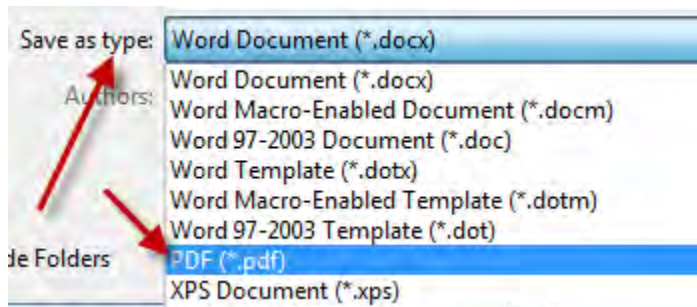 Save as type: Word Document (*.docx)
Word Document (*.docx)
Authors: Word Macro-Enabled Document (*.docm)
Word 97-2003 Document (*.doc)
Word Template (*.dotx)
Word Macro-Enabled Template (*.dotm)
Word 97-2003 Template (*.dot)
de Folders PDF (*.pdf)
XPS Document (*.xps)